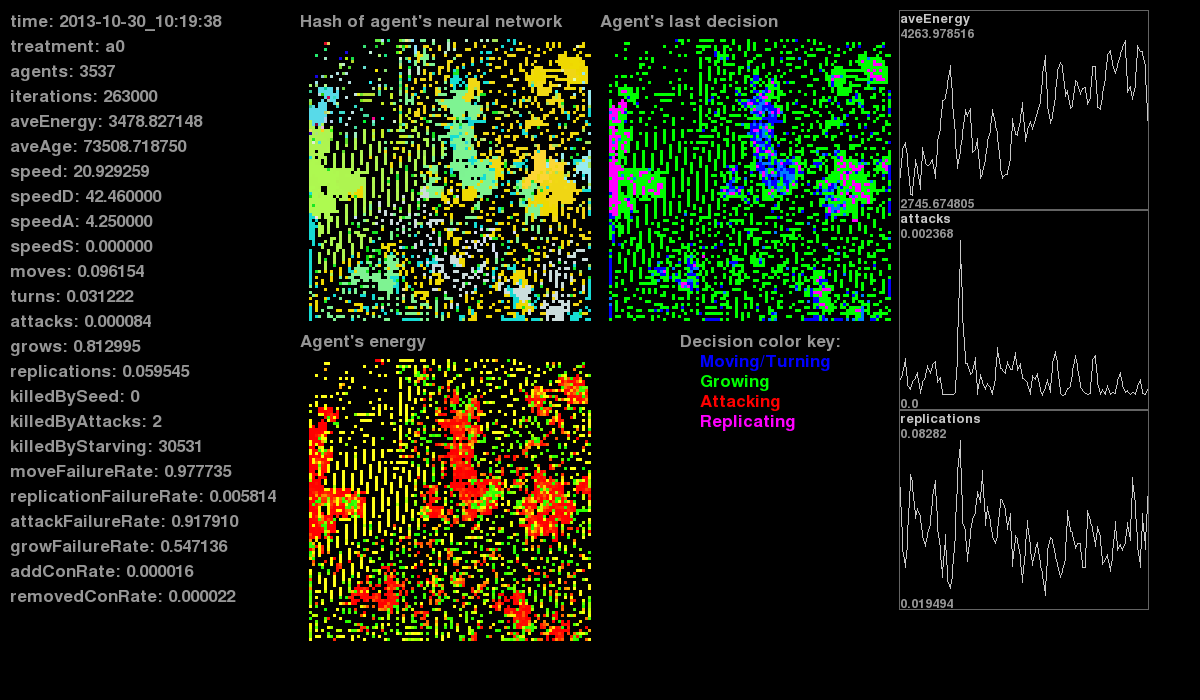 time: 2013-10-30_10:19:38
treatment: a0
agents: 3537
iterations: 263000
aveEnergy: 3478.827148
aveAge: 73508.718750
speed: 20.929259
speedD: 42.460000
speedA: 4.250000
speedS: 0.000000
moves: 0.096154
turns: 0.031222
attacks: 0.000084
grows: 0.812995
replications: 0.059545
killedBySeed: 0
killedByAttacks: 2
killedByStarving: 30531
moveFailureRate: 0.977735
replicationFailureRate: 0.005814
attackFailureRate: 0.917910
growFailureRate: 0.547136
addConRate: 0.000016
removedConRate: 0.000022
Hash of agent's neural network
Agent's last decision
Agent's energy
Decision color key:
Moving/Turning
Growing
Attacking
Replicating
aveEnergy
4263.978516
2745.674805
attacks
0.002368
0.0
replications
0.08282
0.019494